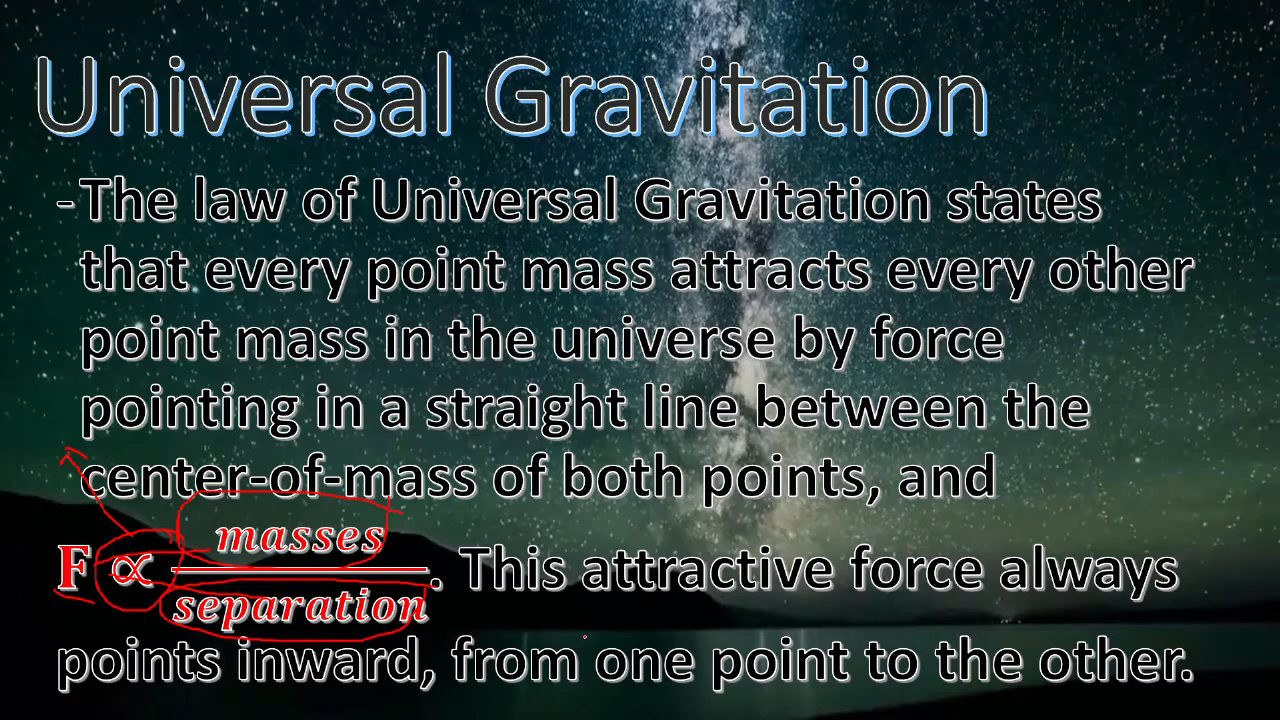 Universal Gravitation
-The law of Universal Gravitation states
that every point mass attracts every other
point mass in the universe by force
pointing in a straight line between the
center-of-mass of both points, and
F ∝ masses/separation. This attractive force always
points inward, from one point to the other.